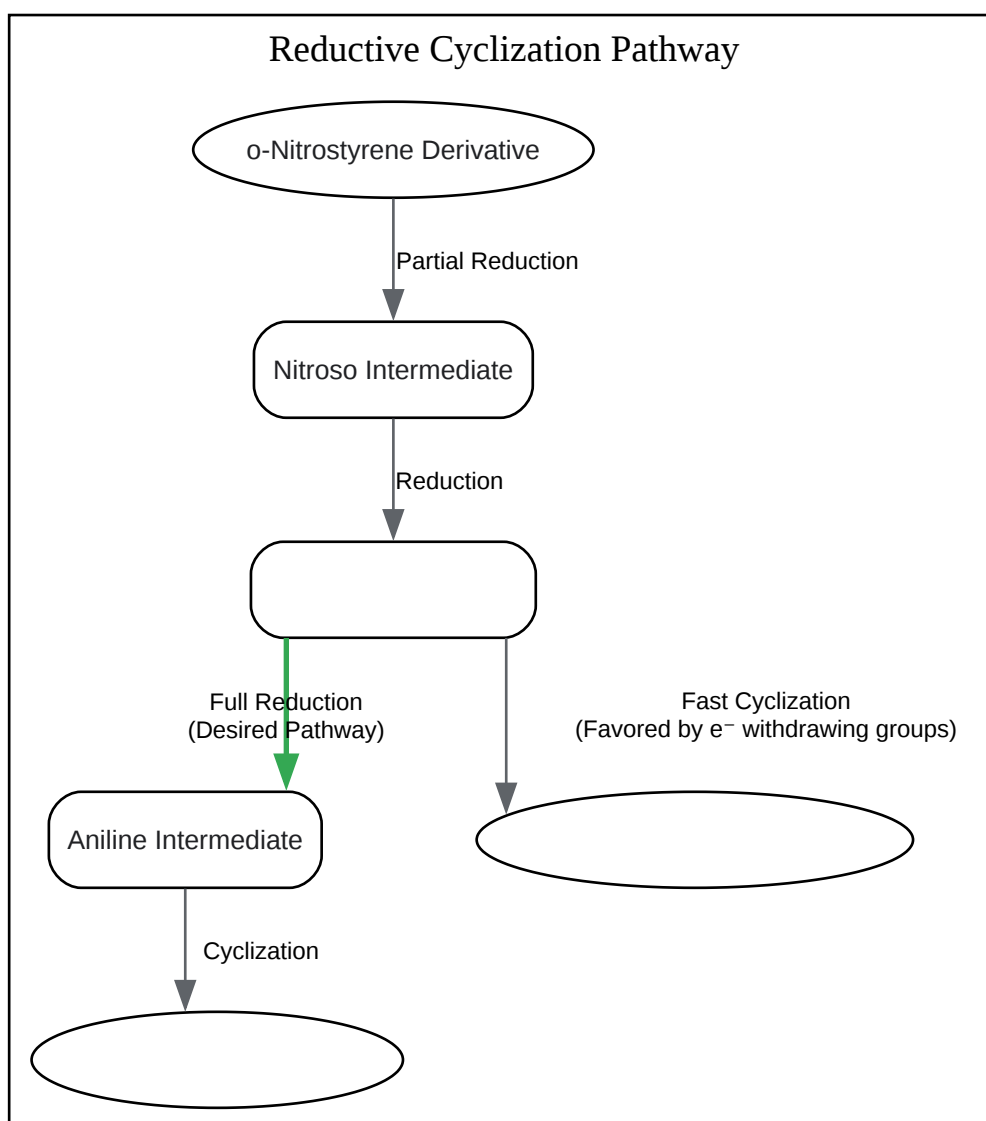 Reductive Cyclization Pathway
o-Nitrostyrene Derivative
Partial Reduction
Nitroso Intermediate
Reduction
Full Reduction
(Desired Pathway)
Fast Cyclization
(Favored by e⁻ withdrawing groups)
Aniline Intermediate
Cyclization